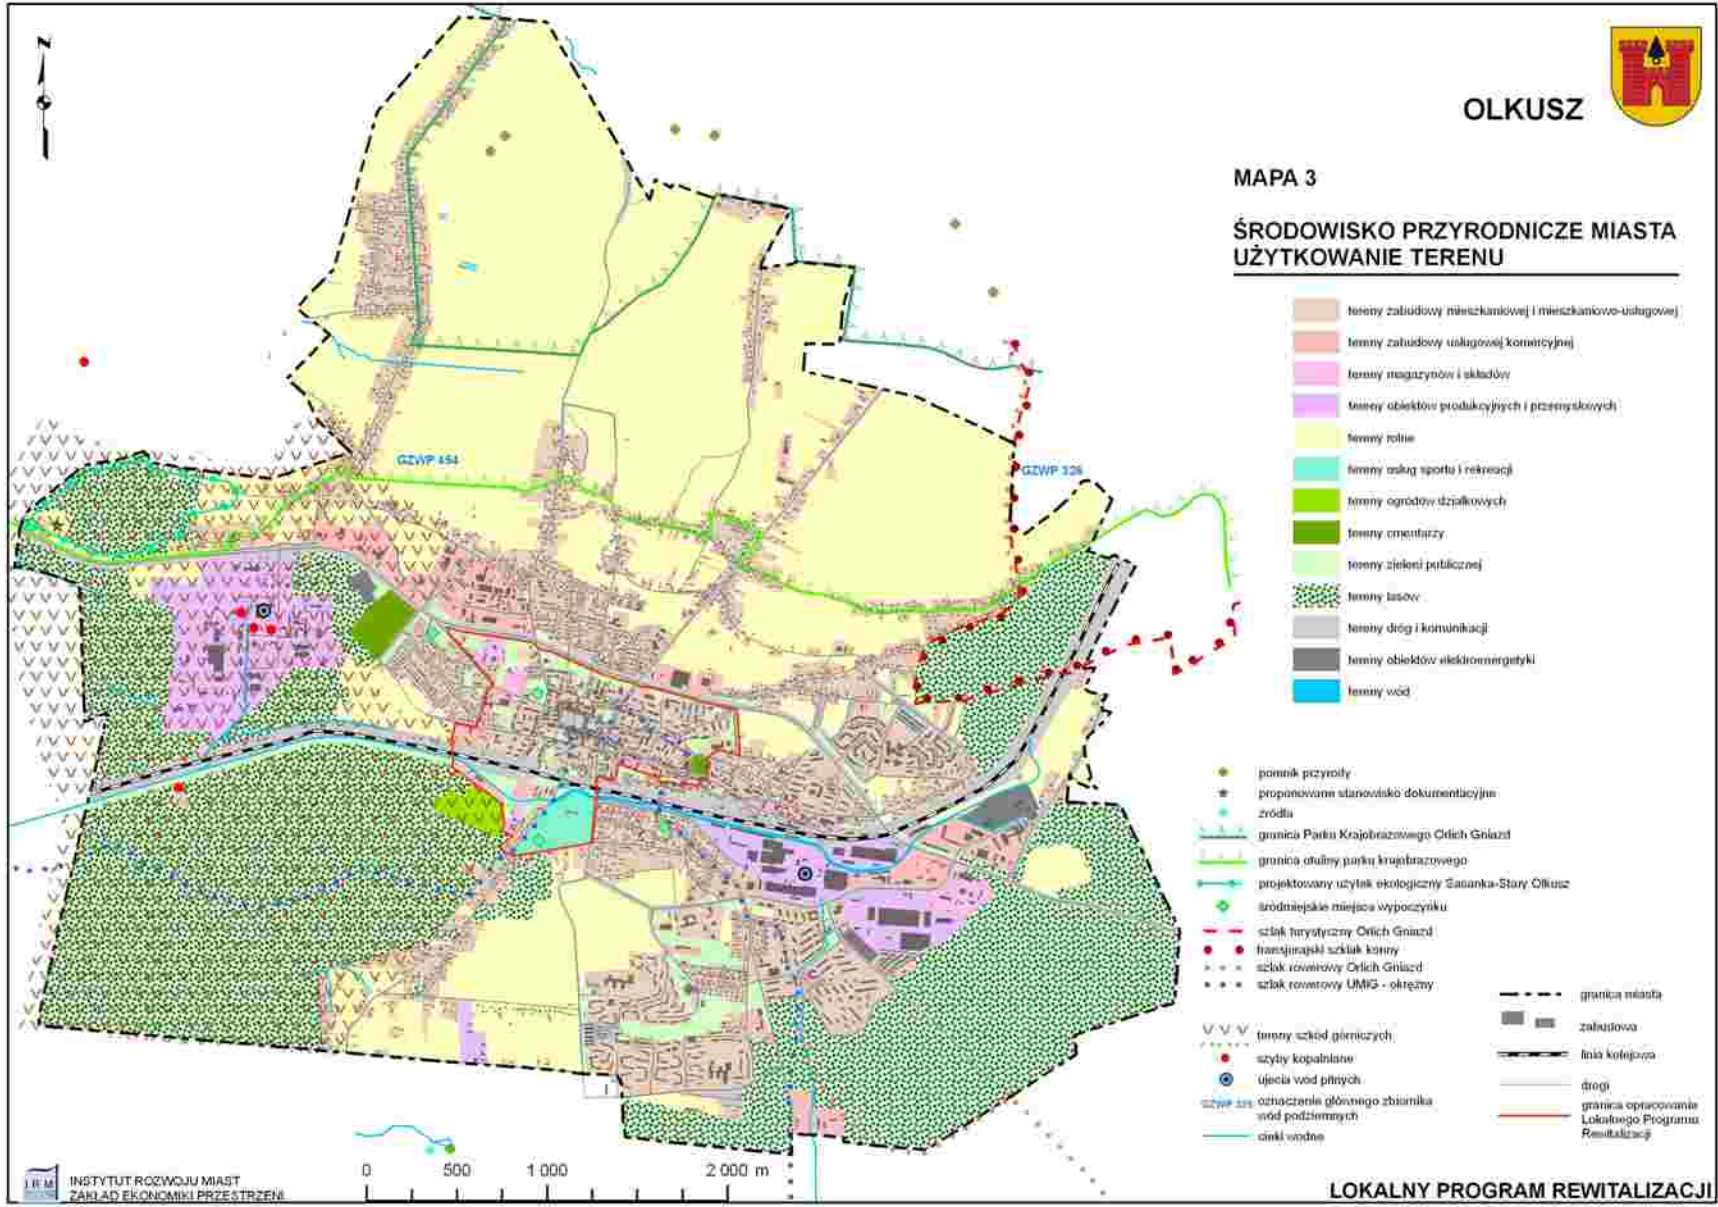 N
OLKUSZ
MAPA 3
ŚRODOWISKO PRZYRODNICZE MIASTA
UŻYTKOWANIE TERENU
tereny zabudowy mieszkaniowej i mieszkaniowo-usługowej
tereny zabudowy usługowej komercyjnej
tereny magazynów i składów
tereny obiektów produkcyjnych i przemysłowych
tereny rolne
tereny usług sportu i rekreacji
tereny ogrodów działkowych
tereny cmentarzy
tereny zieleni publicznej
tereny lasów
tereny dróg i komunikacji
tereny obiektów elektroenergetyki
tereny wód
GZWP 454
GZWP 326
pomnik przyrody
proponowane stanowisko dokumentacyjne
źródła
granica Parku Krajobrazowego Orlich Gniazd
granica otuliny parku krajobrazowego
projektowany użytek ekologiczny Sasanka-Stary Olkusz
śródmiejskie miejsca wypoczynku
szlak turystyczny Orlich Gniazd
transjurajski szklak konny
szlak rowerowy Orlich Gniazd
szlak rowerowy UMiG - okrężny
tereny szkód górniczych
szyby kopalniane
ujęcia wód pitnych
GZWP 326 oznaczenie głównego zbiornika
wód podziemnych
cieki wodne
granica miasta
zabudowa
linia kolejowa
drogi
granica opracowania
Lokalnego Programu
Rewitalizacji
0 500 1 000 2 000 m
IRM
INSTYTUT ROZWOJU MIAST
ZAKŁAD EKONOMIKI PRZESTRZENI
LOKALNY PROGRAM REWITALIZACJI